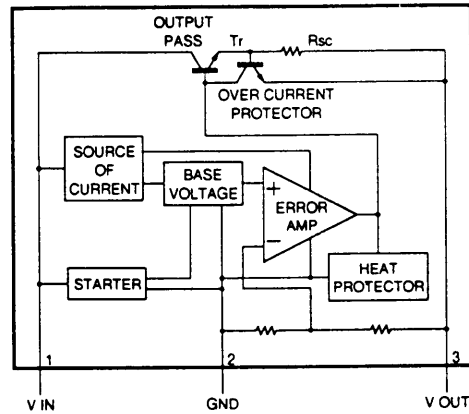 OUTPUT
PASS
Tr
Rsc
OVER CURRENT
PROTECTOR
SOURCE
OF
CURRENT
BASE
VOLTAGE
+
ERROR
AMP
−
HEAT
PROTECTOR
STARTER
1
2
3
V IN
GND
V OUT